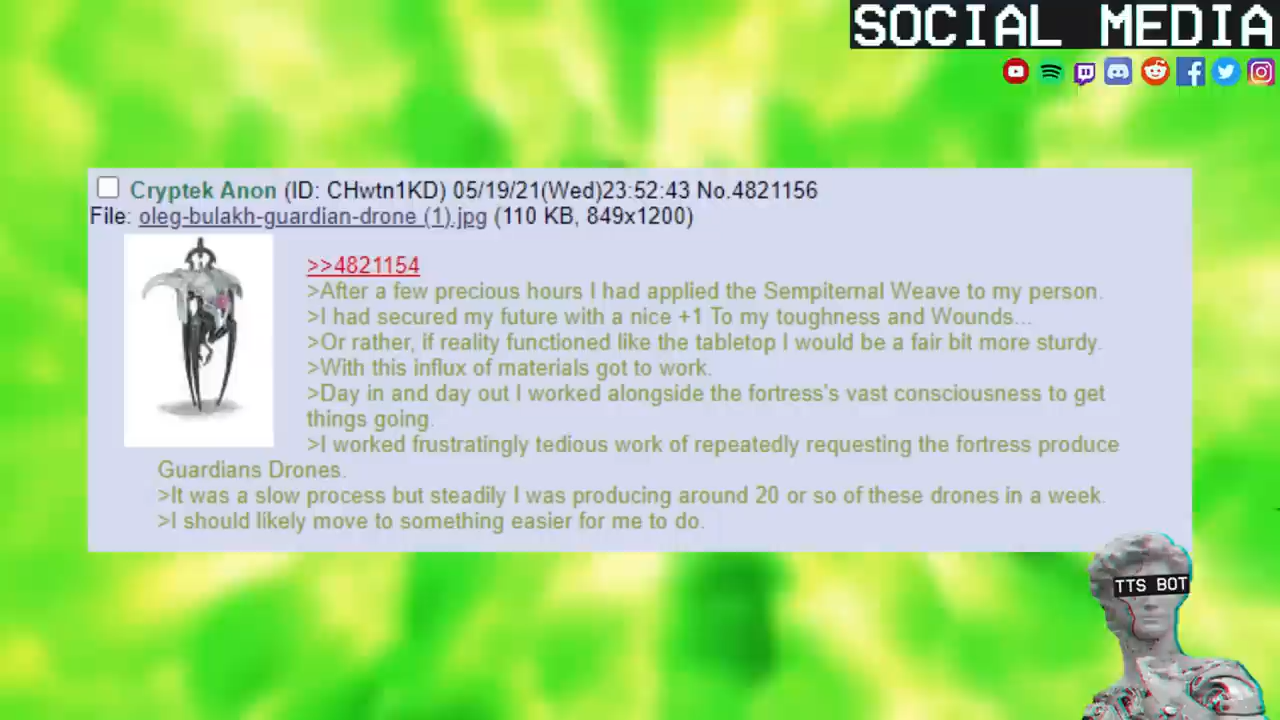 SOCIAL MEDIA
Cryptek Anon (ID: CHwtn1KD) 05/19/21(Wed)23:52:43 No.4821156
File: oleg-bulakh-guardian-drone (1).jpg (110 KB, 849x1200)
>>4821154
>After a few precious hours I had applied the Sempiternal Weave to my person.
>I had secured my future with a nice +1 To my toughness and Wounds...
>Or rather, if reality functioned like the tabletop I would be a fair bit more sturdy.
>With this influx of materials got to work.
>Day in and day out I worked alongside the fortress's vast consciousness to get
things going.
>I worked frustratingly tedious work of repeatedly requesting the fortress produce
Guardians Drones.
>It was a slow process but steadily I was producing around 20 or so of these drones in a week.
>I should likely move to something easier for me to do.
TTS BOT